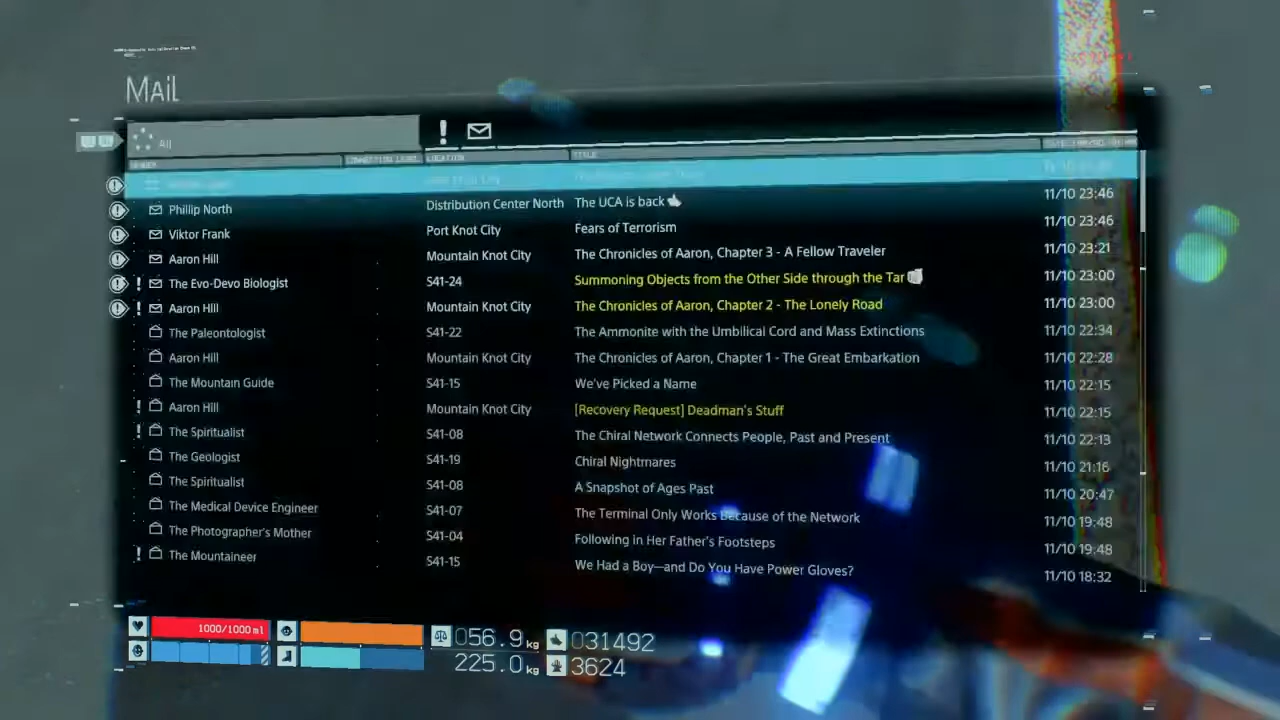 Mail
All
SENDER CONNECTION LEVEL LOCATION TITLE
Phillip North Distribution Center North The UCA is back 11/10 23:46
Viktor Frank Port Knot City Fears of Terrorism 11/10 23:46
Aaron Hill Mountain Knot City The Chronicles of Aaron, Chapter 3 - A Fellow Traveler 11/10 23:21
! The Evo-Devo Biologist S41-24 Summoning Objects from the Other Side through the Tar 11/10 23:00
! Aaron Hill Mountain Knot City The Chronicles of Aaron, Chapter 2 - The Lonely Road 11/10 23:00
The Paleontologist S41-22 The Ammonite with the Umbilical Cord and Mass Extinctions 11/10 22:34
Aaron Hill Mountain Knot City The Chronicles of Aaron, Chapter 1 - The Great Embarkation 11/10 22:28
The Mountain Guide S41-15 We've Picked a Name 11/10 22:15
! Aaron Hill Mountain Knot City [Recovery Request] Deadman's Stuff 11/10 22:15
! The Spiritualist S41-08 The Chiral Network Connects People, Past and Present 11/10 22:13
The Geologist S41-19 Chiral Nightmares 11/10 21:16
The Spiritualist S41-08 A Snapshot of Ages Past 11/10 20:47
The Medical Device Engineer S41-07 The Terminal Only Works Because of the Network 11/10 19:48
The Photographer's Mother S41-04 Following in Her Father's Footsteps 11/10 19:48
! The Mountaineer S41-15 We Had a Boy—and Do You Have Power Gloves? 11/10 18:32
1000/1000 ml 056.9 kg 031492
225.0 kg 3624